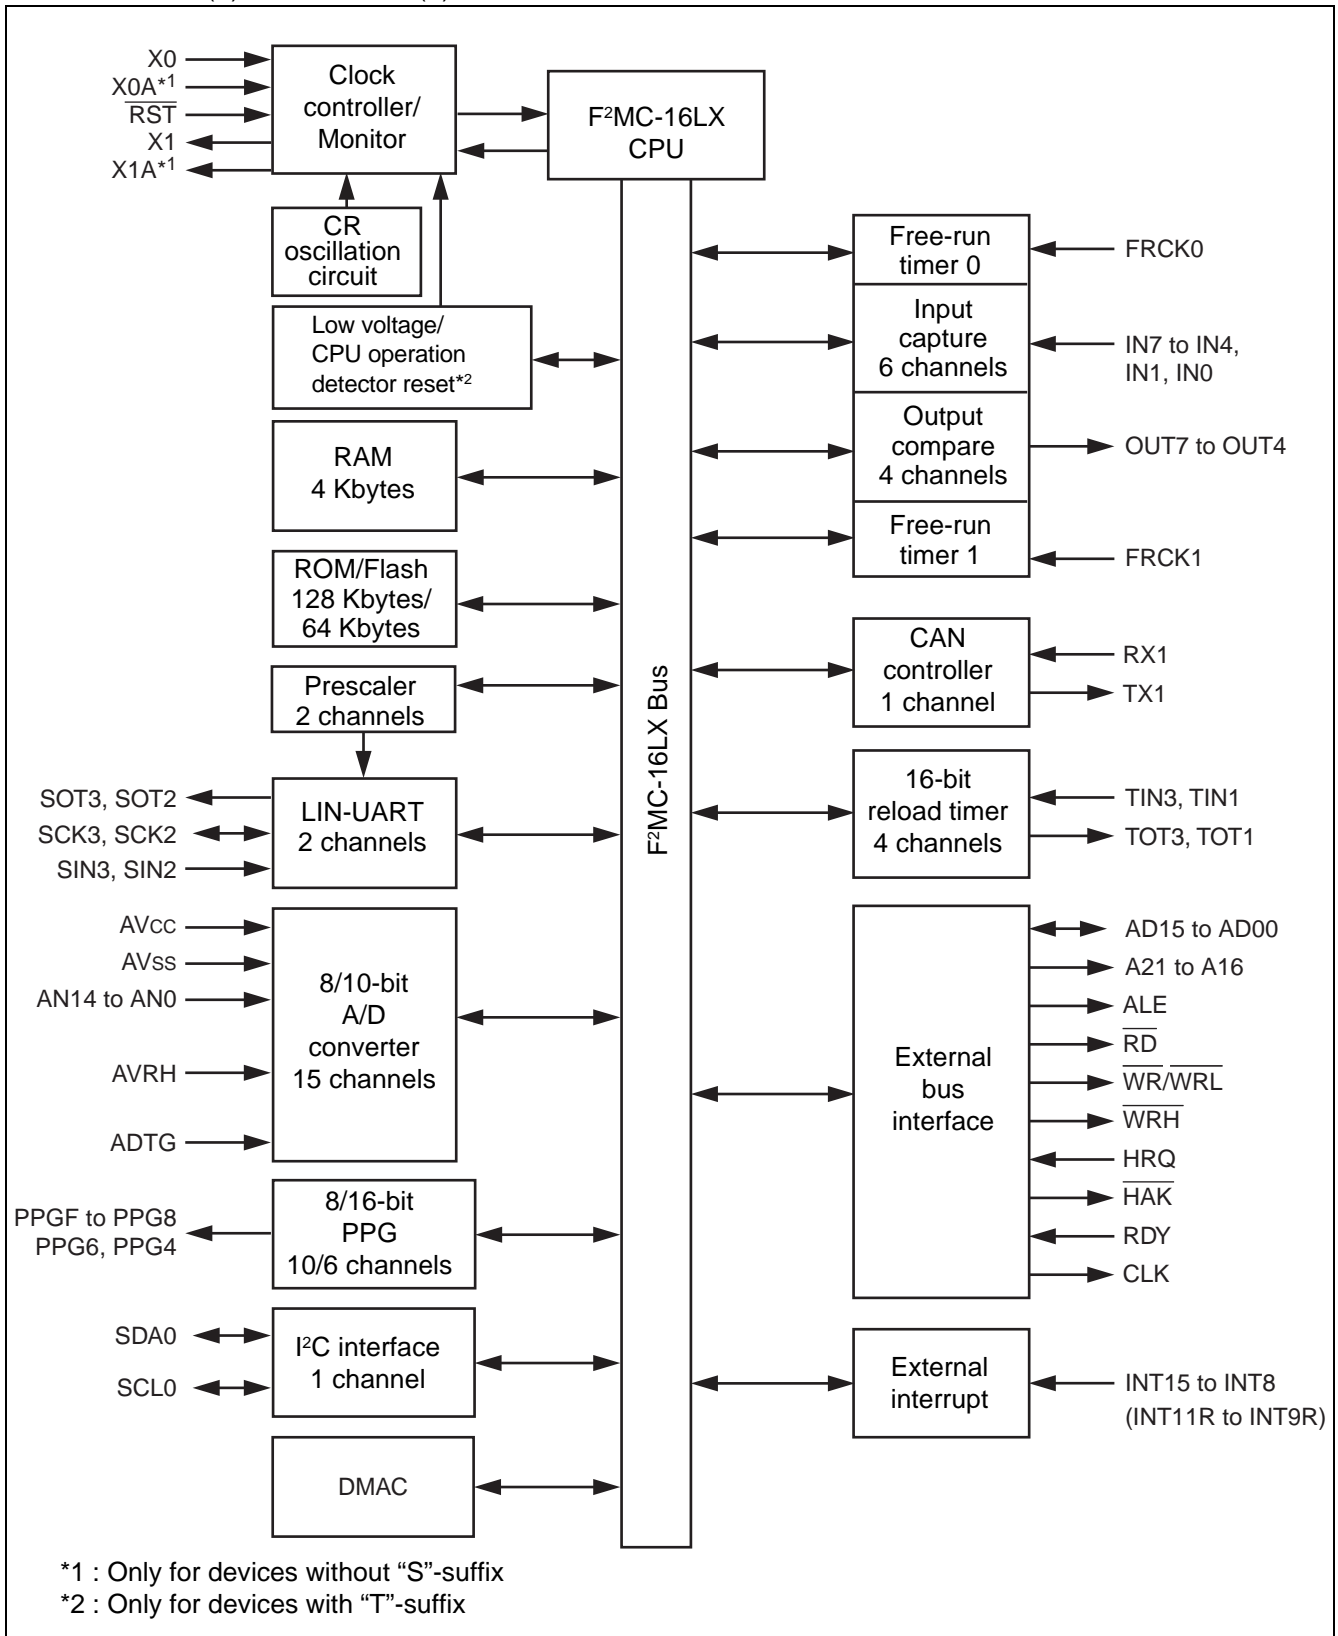 X0
X0A*1
RST
X1
X1A*1
Clock
controller/
Monitor
F²MC-16LX
CPU
CR
oscillation
circuit
Low voltage/
CPU operation
detector reset*2
RAM
4 Kbytes
ROM/Flash
128 Kbytes/
64 Kbytes
Prescaler
2 channels
SOT3, SOT2
SCK3, SCK2
SIN3, SIN2
LIN-UART
2 channels
AVCC
AVSS
AN14 to AN0
AVRH
ADTG
8/10-bit
A/D
converter
15 channels
PPGF to PPG8
PPG6, PPG4
8/16-bit
PPG
10/6 channels
SDA0
SCL0
I²C interface
1 channel
DMAC
F²MC-16LX Bus
Free-run
timer 0
FRCK0
Input
capture
6 channels
IN7 to IN4,
IN1, IN0
Output
compare
4 channels
OUT7 to OUT4
Free-run
timer 1
FRCK1
CAN
controller
1 channel
RX1
TX1
16-bit
reload timer
4 channels
TIN3, TIN1
TOT3, TOT1
External
bus
interface
AD15 to AD00
A21 to A16
ALE
RD
WR/WRL
WRH
HRQ
HAK
RDY
CLK
External
interrupt
INT15 to INT8
(INT11R to INT9R)
*1 : Only for devices without “S”-suffix
*2 : Only for devices with “T”-suffix